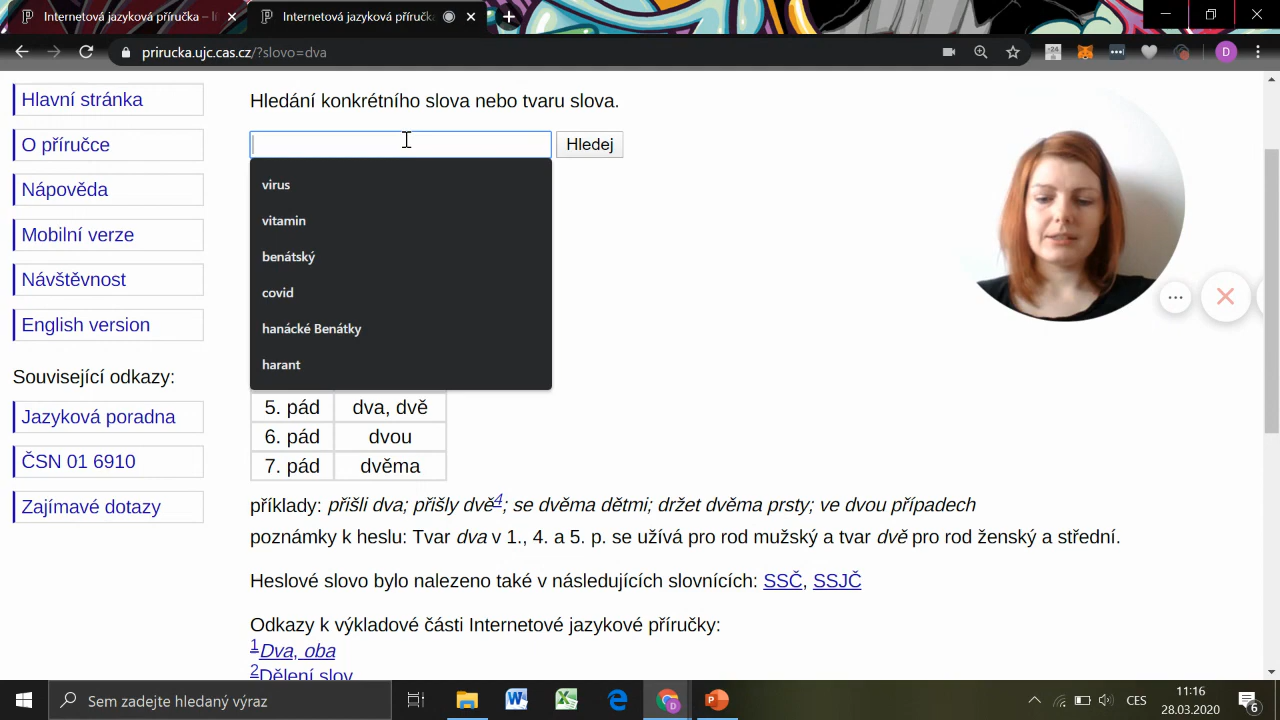 Internetová jazyková příručka – lí
Internetová jazyková příručk
prirucka.ujc.cas.cz/?slovo=dva
+24
D
Hlavní stránka
O příručce
Nápověda
Mobilní verze
Návštěvnost
English version
Související odkazy:
Jazyková poradna
ČSN 01 6910
Zajímavé dotazy
Hledání konkrétního slova nebo tvaru slova.
Hledej
virus
vitamin
benátský
covid
hanácké Benátky
harant
5. pád dva, dvě
6. pád dvou
7. pád dvěma
příklady: přišli dva; přišly dvě4; se dvěma dětmi; držet dvěma prsty; ve dvou případech
poznámky k heslu: Tvar dva v 1., 4. a 5. p. se užívá pro rod mužský a tvar dvě pro rod ženský a střední.
Heslové slovo bylo nalezeno také v následujících slovnících: SSČ, SSJČ
Odkazy k výkladové části Internetové jazykové příručky:
1Dva, oba
2Dělení slov
Sem zadejte hledaný výraz
CES
11:16
28.03.2020
6